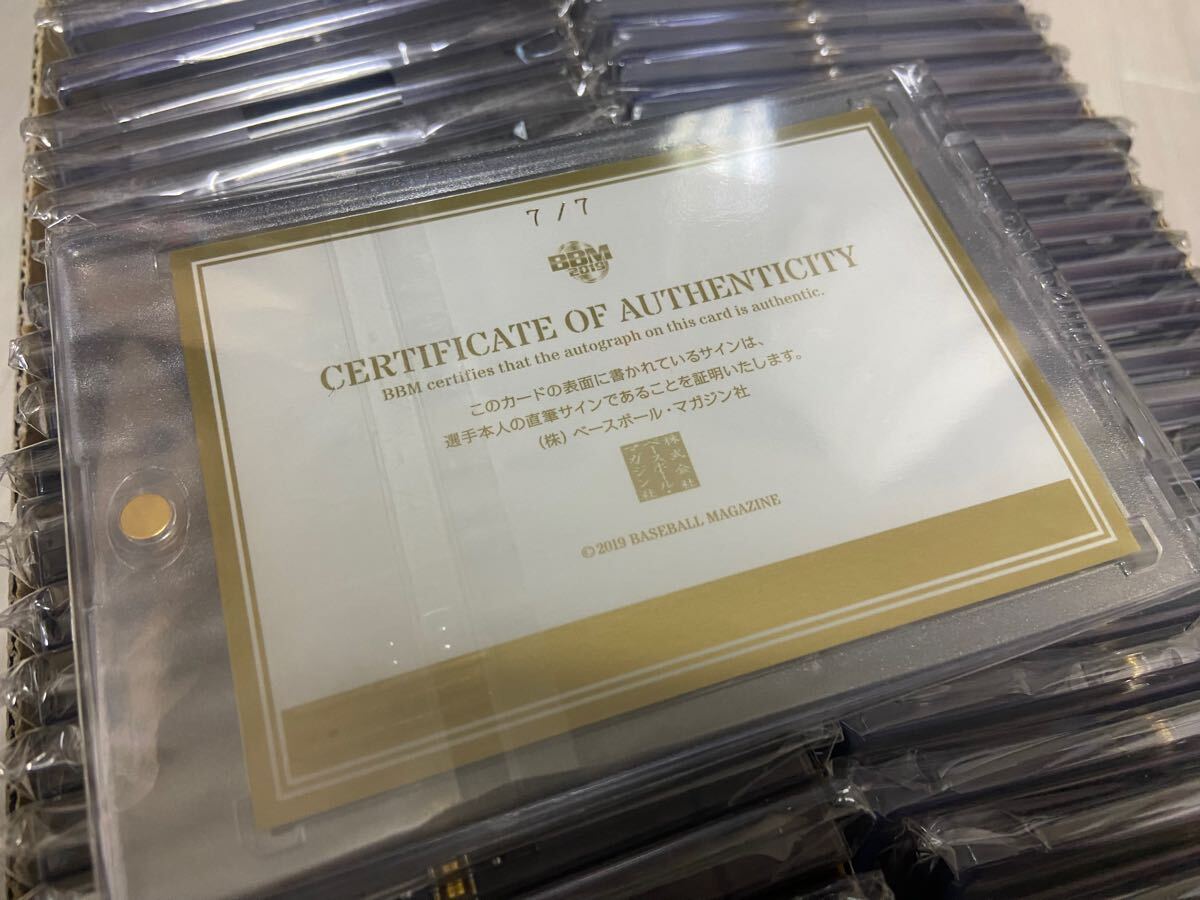 7/7
BBM
2019
CERTIFICATE OF AUTHENTICITY
BBM certifies that the autograph on this card is authentic.
このカードの表面に書かれているサインは、
選手本人の直筆サインであることを証明いたします。
(株) ベースボール・マガジン社
株式会社
ベースボール・
マガジン社
©2019 BASEBALL MAGAZINE